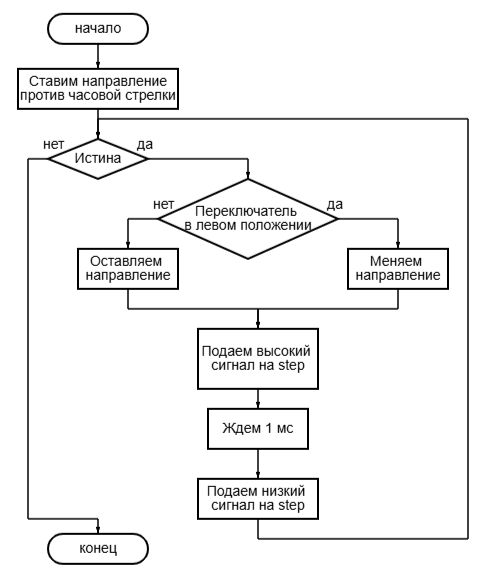 начало
Ставим направление
против часовой стрелки
нет
да
Истина
нет
да
Переключатель
в левом положении
Оставляем
направление
Меняем
направление
Подаем высокий
сигнал на step
Ждем 1 мс
Подаем низкий
сигнал на step
конец